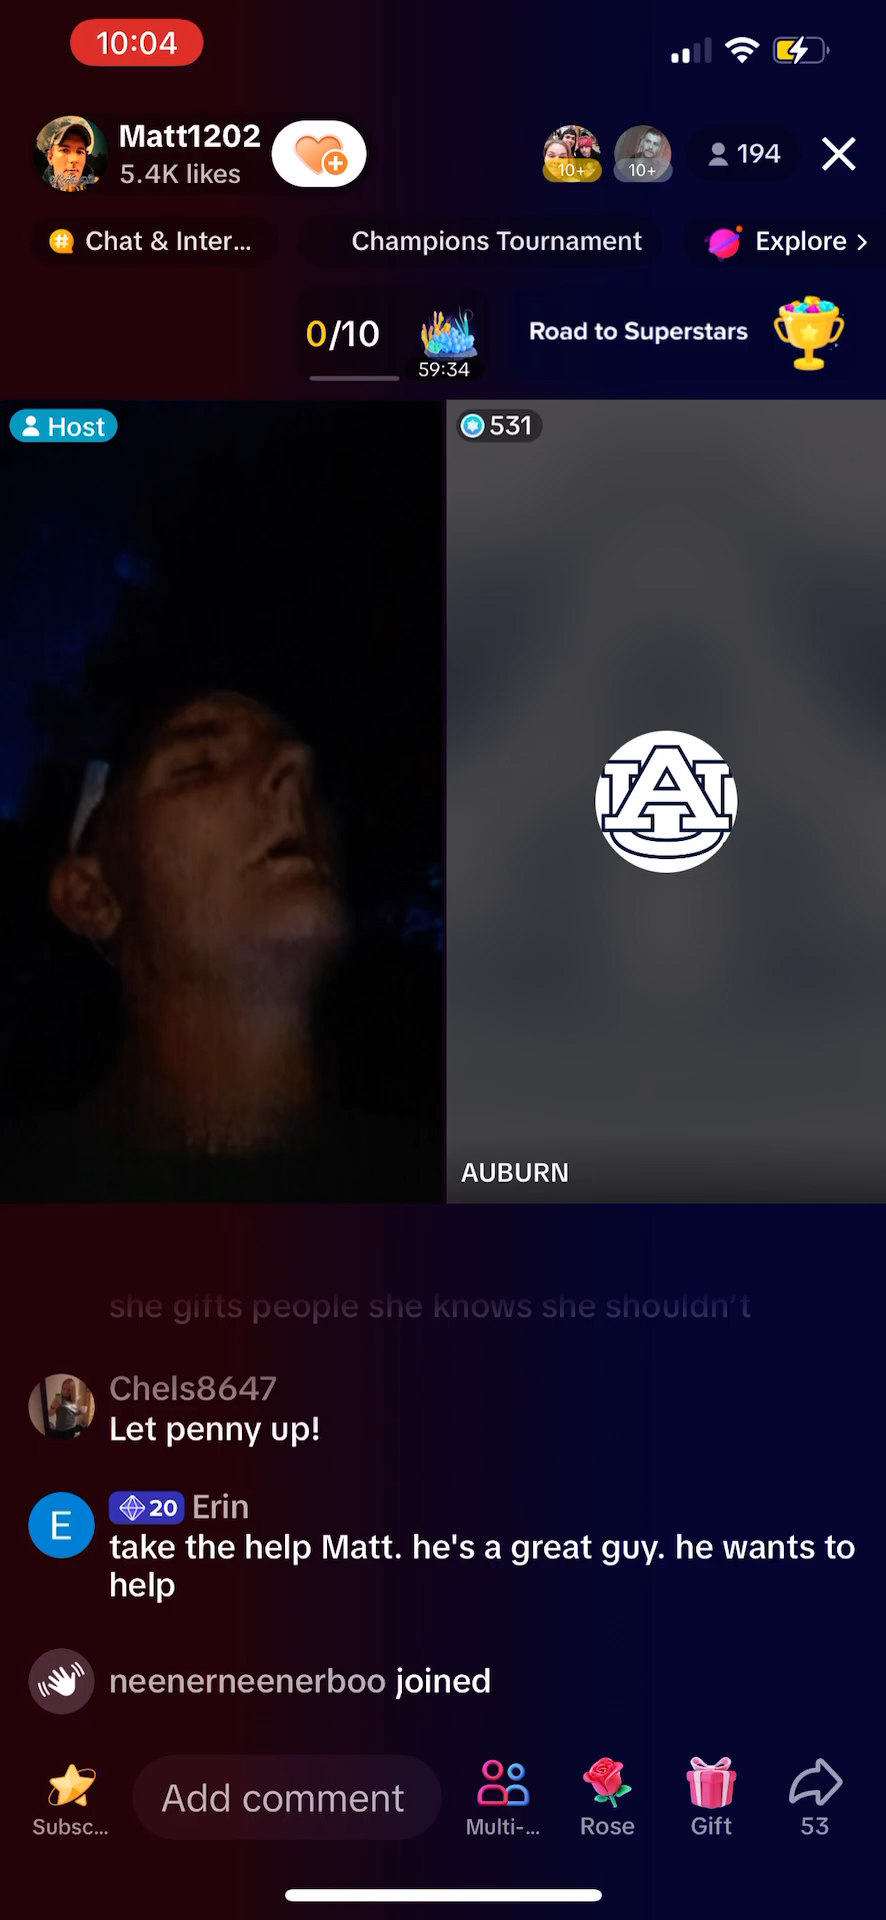 10:04
Matt1202
5.4K likes
10+
10+
194
Chat & Inter...
Champions Tournament
Explore >
0/10
59:34
Road to Superstars
Host
531
AU
AUBURN
she gifts people she knows she shouldn't
Chels8647
Let penny up!
E
20 Erin
take the help Matt. he's a great guy. he wants to
help
neenerneenerboo joined
Subsc...
Add comment
Multi-...
Rose
Gift
53